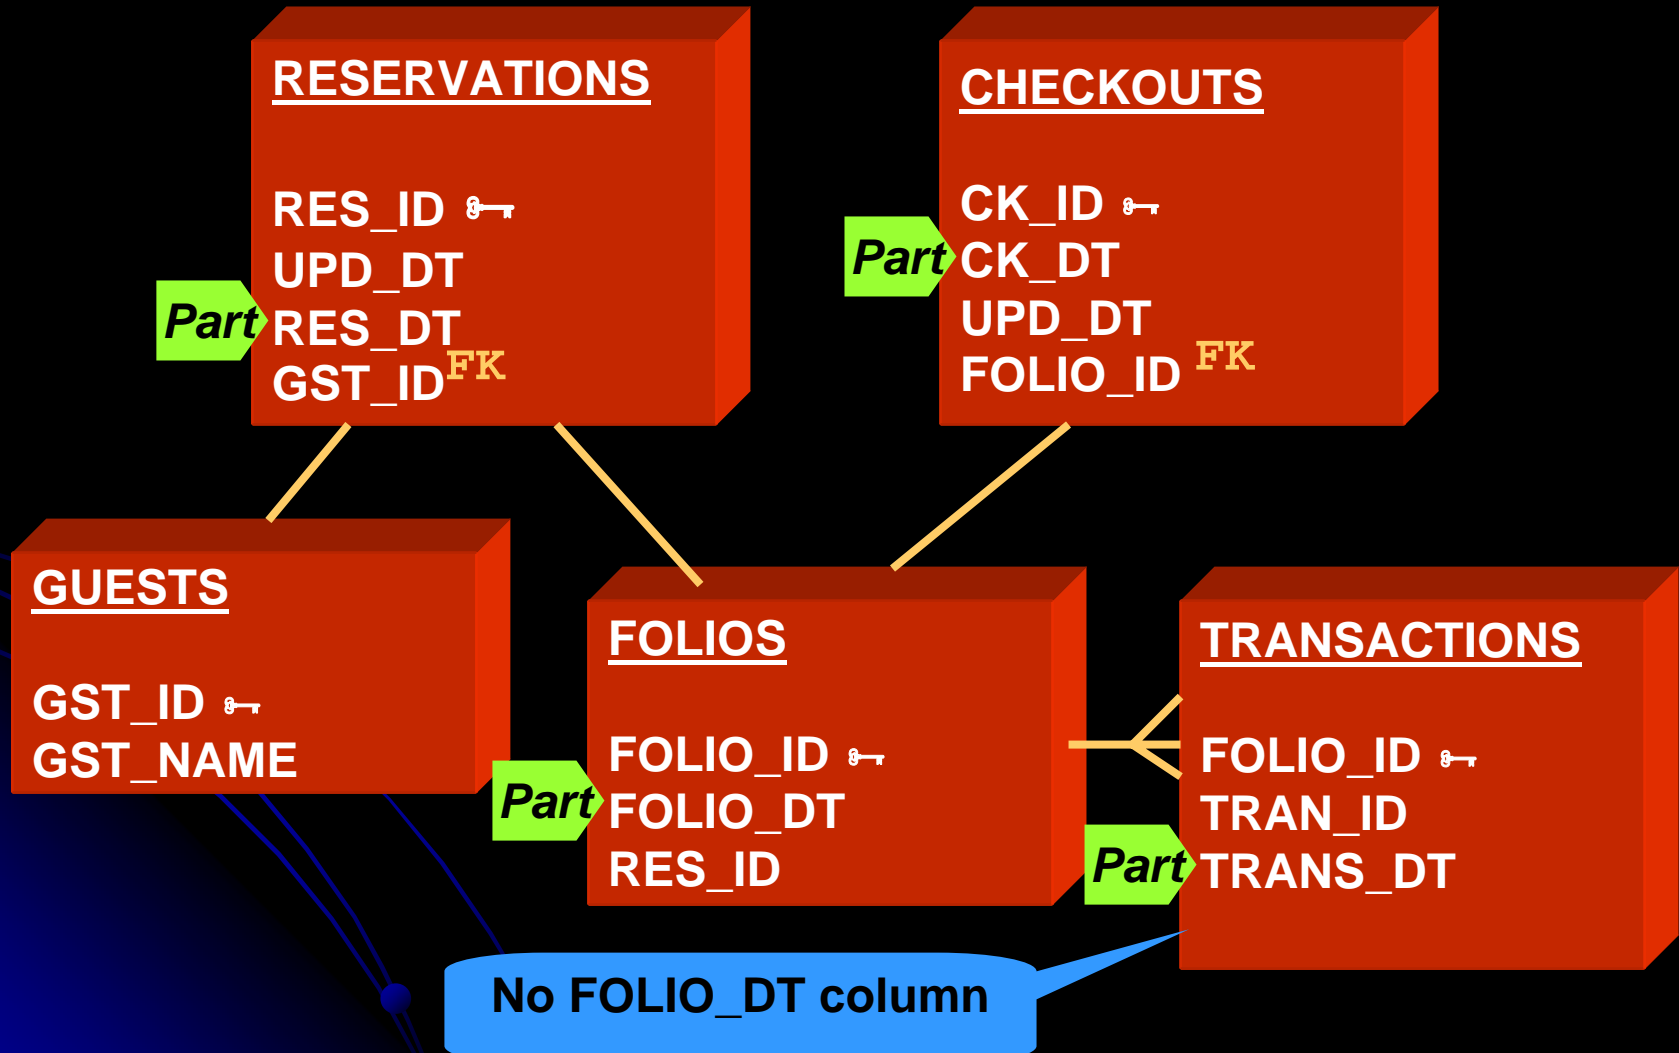 RESERVATIONS
RES_ID
UPD_DT
Part RES_DT
GST_ID FK
CHECKOUTS
CK_ID
Part CK_DT
UPD_DT
FOLIO_ID FK
GUESTS
GST_ID
GST_NAME
FOLIOS
FOLIO_ID
Part FOLIO_DT
RES_ID
TRANSACTIONS
FOLIO_ID
TRAN_ID
Part TRANS_DT
No FOLIO_DT column